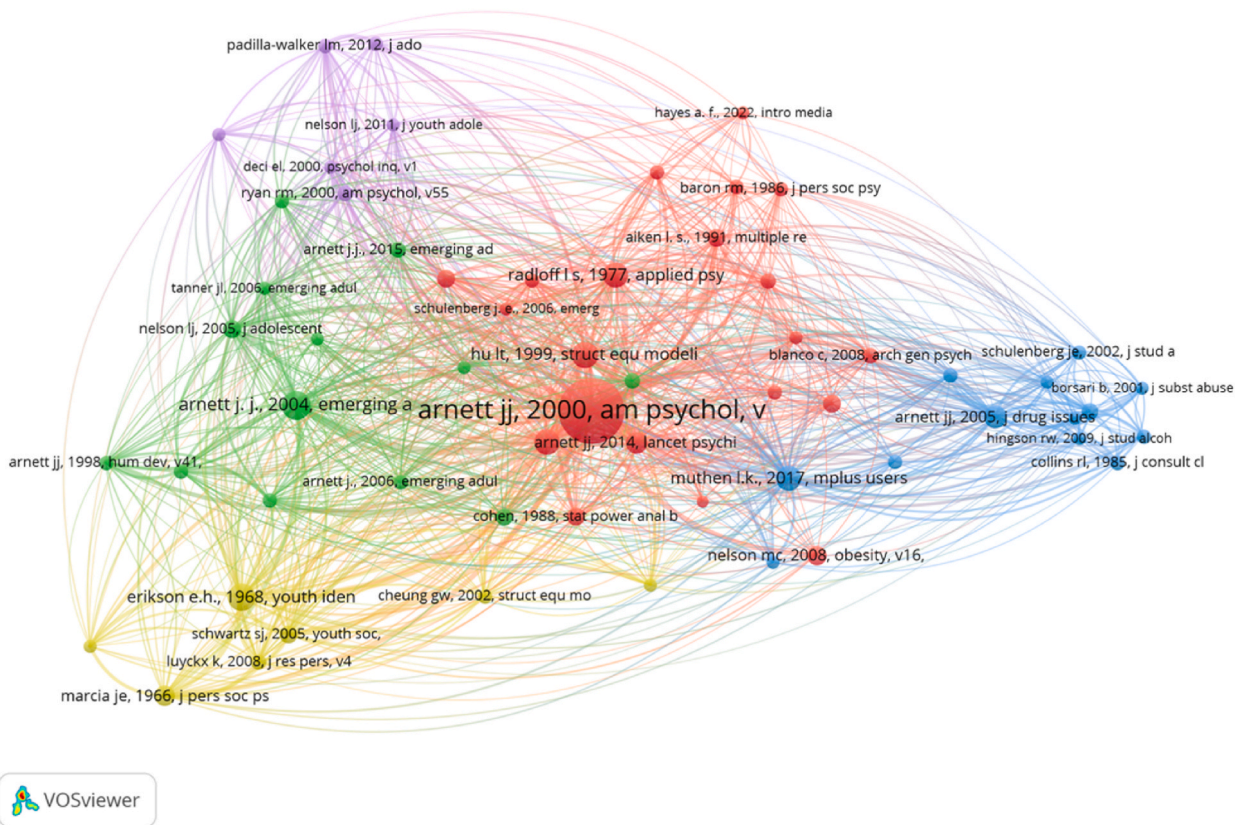 padilla-walker lm, 2012, j ado
hayes a. f., 2022, intro media
nelson lj, 2011, j youth adole
deci el, 2000, psychol inq, v1
baron rm, 1986, j pers soc psy
ryan rm, 2000, am psychol, v55
aiken l. s., 1991, multiple re
arnett j.j., 2015, emerging ad
radloff l s, 1977, applied psy
tanner jl, 2006, emerging adul
schulenberg j. e., 2006, emerg
nelson lj, 2005, j adolescent
hu lt, 1999, struct equ modeli
blanco c, 2008, arch gen psych
schulenberg je, 2002, j stud a
borsari b, 2001, j subst abuse
arnett j. j., 2004, emerging a
arnett jj, 2000, am psychol, v
arnett jj, 2005, j drug issues
hingson rw, 2009, j stud alcoh
arnett jj, 2014, lancet psychi
arnett jj, 1998, hum dev, v41,
collins rl, 1985, j consult cl
arnett j., 2006, emerging adul
muthen l.k., 2017, mplus users
cohen, 1988, stat power anal b
nelson mc, 2008, obesity, v16,
erikson e.h., 1968, youth iden
cheung gw, 2002, struct equ mo
schwartz sj, 2005, youth soc,
luyckx k, 2008, j res pers, v4
marcia je, 1966, j pers soc ps
VOSviewer